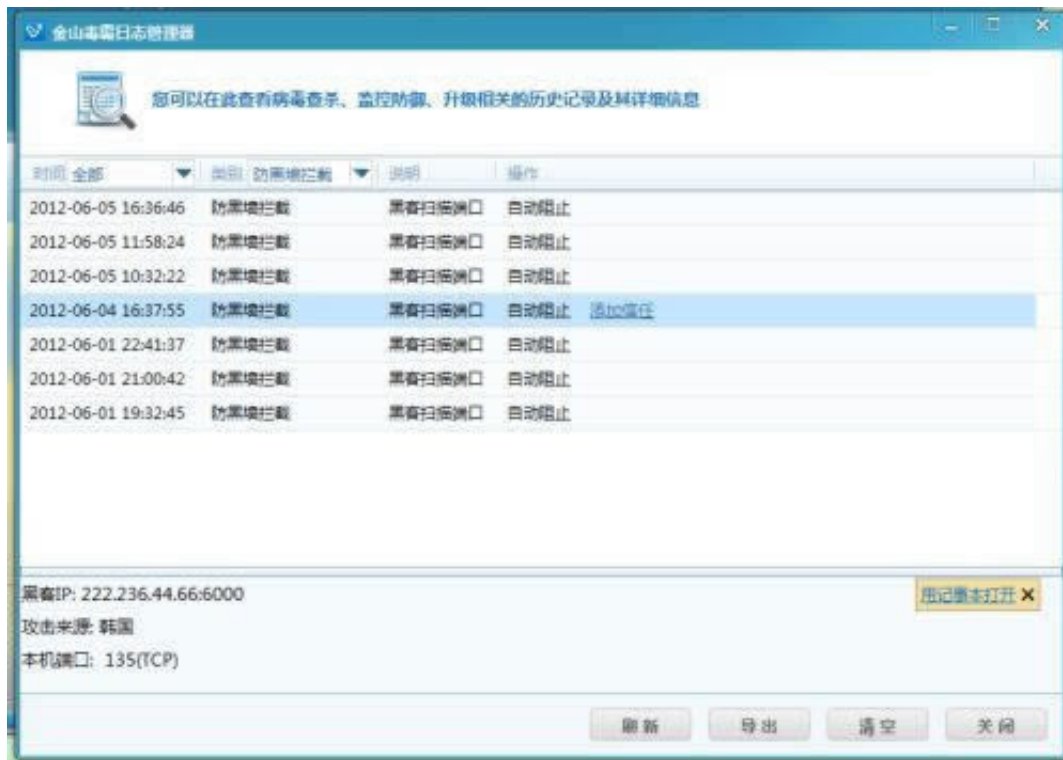 金山毒霸日志管理器
您可以在此查看病毒查杀、监控防御、升级相关的历史记录及其详细信息
时间 全部 类别 防黑墙拦截 说明 操作
2012-06-05 16:36:46 防黑墙拦截 黑客扫描端口 自动阻止
2012-06-05 11:58:24 防黑墙拦截 黑客扫描端口 自动阻止
2012-06-05 10:32:22 防黑墙拦截 黑客扫描端口 自动阻止
2012-06-04 16:37:55 防黑墙拦截 黑客扫描端口 自动阻止 添加信任
2012-06-01 22:41:37 防黑墙拦截 黑客扫描端口 自动阻止
2012-06-01 21:00:42 防黑墙拦截 黑客扫描端口 自动阻止
2012-06-01 19:32:45 防黑墙拦截 黑客扫描端口 自动阻止
黑客IP: 222.236.44.66:6000 用记事本打开
攻击来源: 韩国
本机端口: 135(TCP)
刷新 导出 清空 关闭